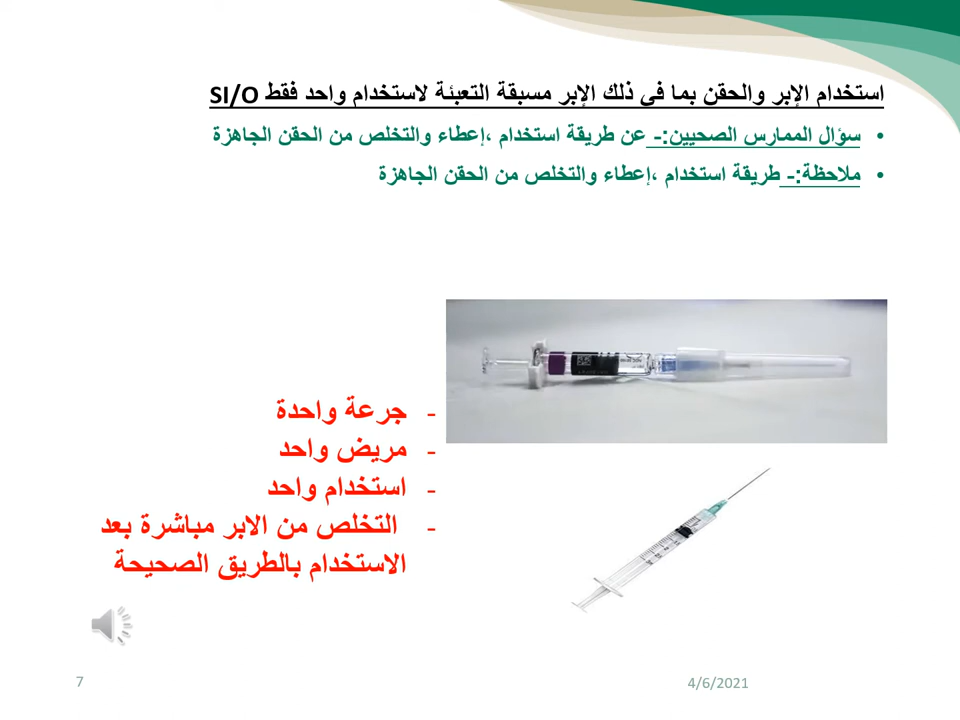 استخدام الإبر والحقن بما في ذلك الإبر مسبقة التعبئة لاستخدام واحد فقط SI/O
• سؤال الممارس الصحيين:- عن طريقة استخدام ،إعطاء والتخلص من الحقن الجاهزة
• ملاحظة:- طريقة استخدام ،إعطاء والتخلص من الحقن الجاهزة
- جرعة واحدة
- مريض واحد
- استخدام واحد
- التخلص من الابر مباشرة بعد
الاستخدام بالطريق الصحيحة
7
4/6/2021